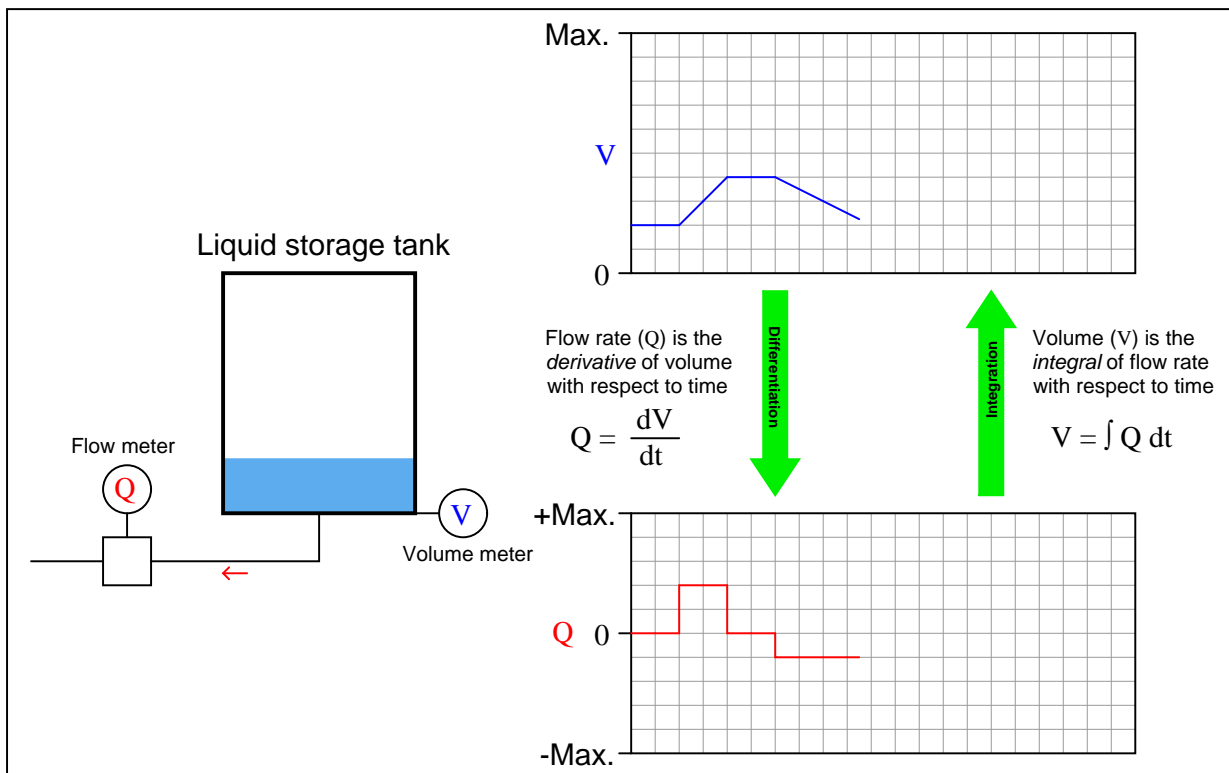 Max.
V
0
Liquid storage tank
Flow meter
Q
V
Volume meter
Flow rate (Q) is the
derivative of volume
with respect to time
Q = dV
dt
Differentiation
Integration
Volume (V) is the
integral of flow rate
with respect to time
V = ∫ Q dt
+Max.
Q 0
-Max.